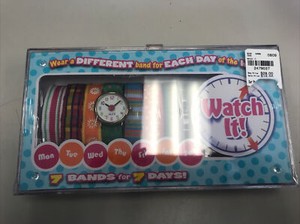 Wear a DIFFERENT band for EACH DAY of the
Watch
It!
Mon Tue Wed Thu
7 BANDS for 7 DAYS!